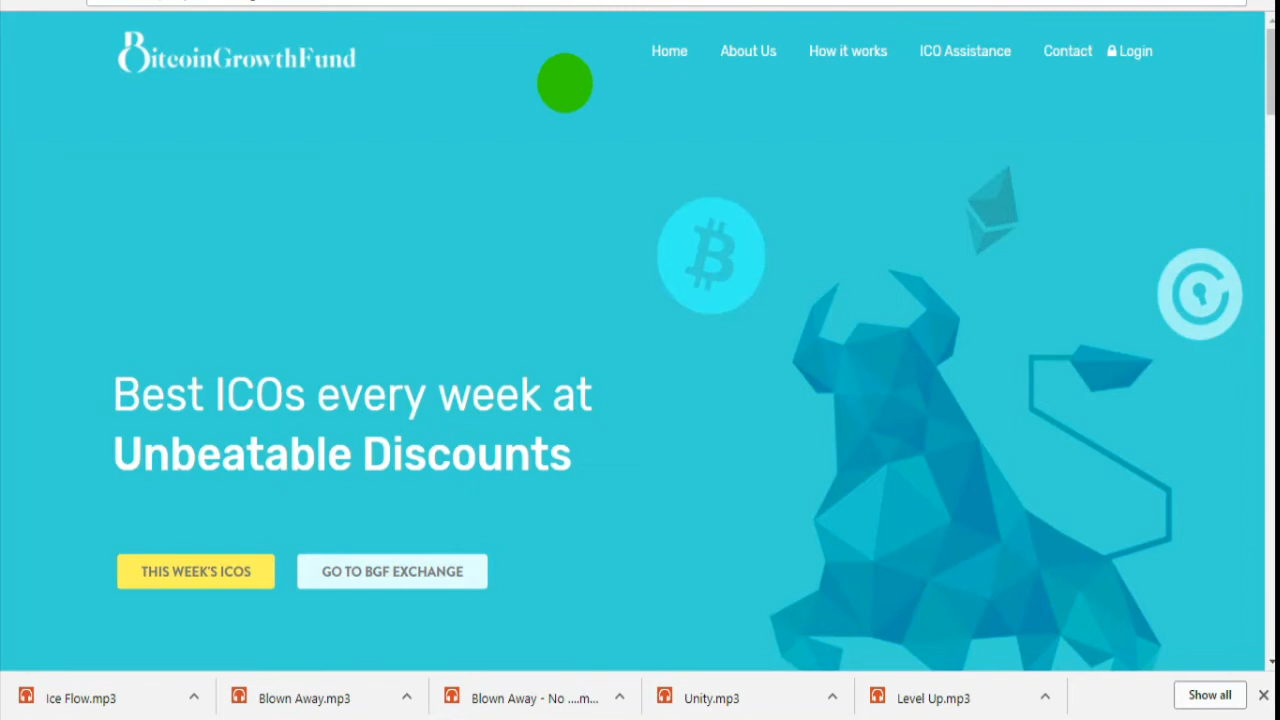 BitcoinGrowthFund
Home About Us How it works ICO Assistance Contact Login
Best ICOs every week at
Unbeatable Discounts
THIS WEEK'S ICOS GO TO BGF EXCHANGE
Ice Flow.mp3 Blown Away.mp3 Blown Away - No ....m... Unity.mp3 Level Up.mp3 Show all